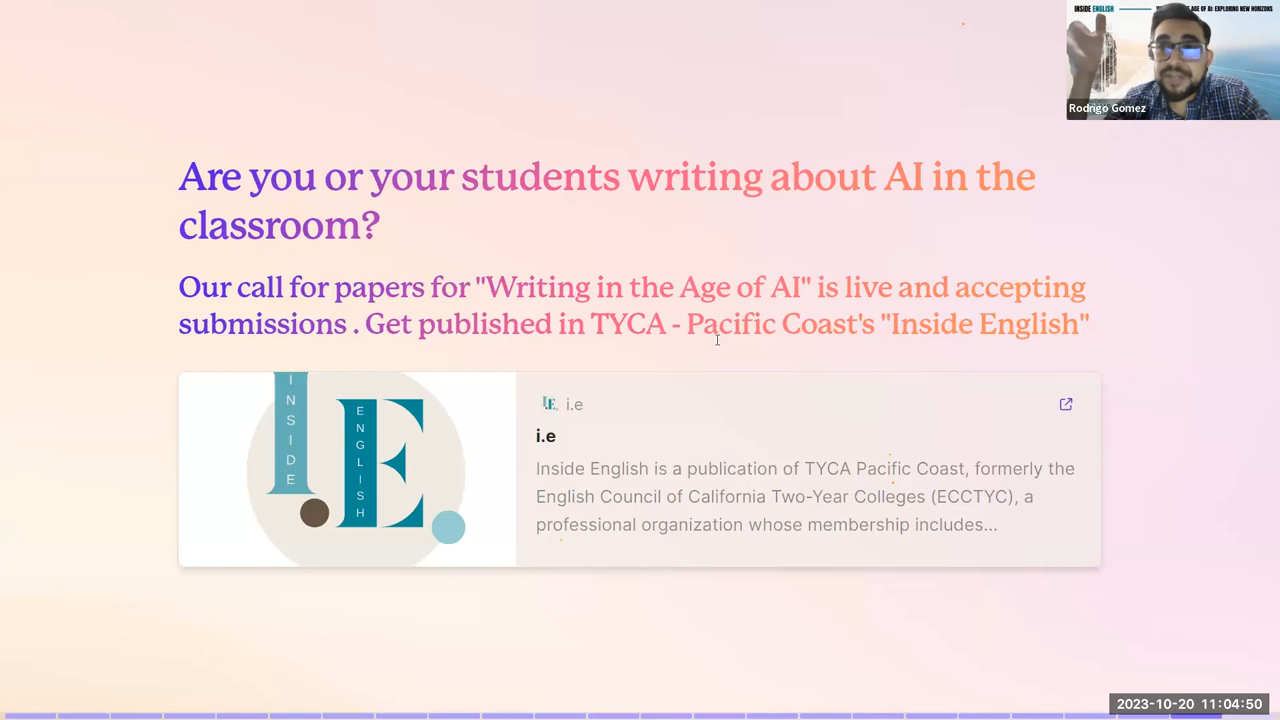 INSIDE ENGLISH
AGE OF AI: EXPLORING NEW HORIZONS
Rodrigo Gomez
Are you or your students writing about AI in the
classroom?
Our call for papers for "Writing in the Age of AI" is live and accepting
submissions . Get published in TYCA - Pacific Coast's "Inside English"
INSIDE
ENGLISH
i.e
i.e
Inside English is a publication of TYCA Pacific Coast, formerly the
English Council of California Two-Year Colleges (ECCTYC), a
professional organization whose membership includes...
2023-10-20 11:04:50